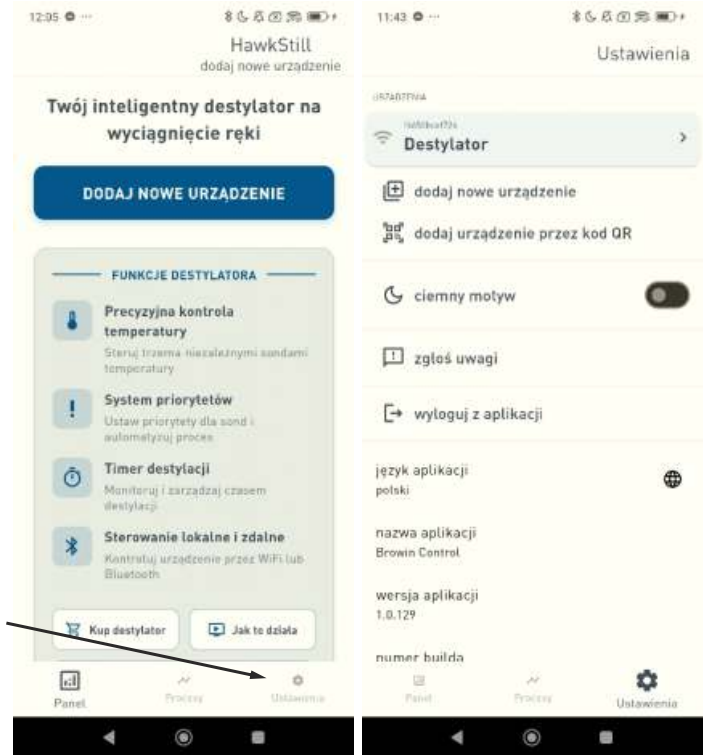 12:05
HawkStill
dodaj nowe urządzenie
Twój inteligentny destylator na
wyciągnięcie ręki
DODAJ NOWE URZĄDZENIE
FUNKCJE DESTYLATORA
Precyzyjna kontrola
temperatury
Steruj trzema niezależnymi sondami
temperatury
System priorytetów
Ustaw priorytety dla sond i
automatyzuj proces
Timer destylacji
Monitoruj i zarządzaj czasem
destylacji
Sterowanie lokalne i zdalne
Kontroluj urządzenie przez WiFi lub
Bluetooth
Kup destylator
Jak to działa
Panel
Procesy
Ustawienia
11:43
Ustawienia
URZĄDZENIA
Destylator
dodaj nowe urządzenie
dodaj urządzenie przez kod QR
ciemny motyw
zgłoś uwagi
wyloguj z aplikacji
język aplikacji
polski
nazwa aplikacji
Browin Control
wersja aplikacji
1.0.129
numer builda
Panel
Procesy
Ustawienia